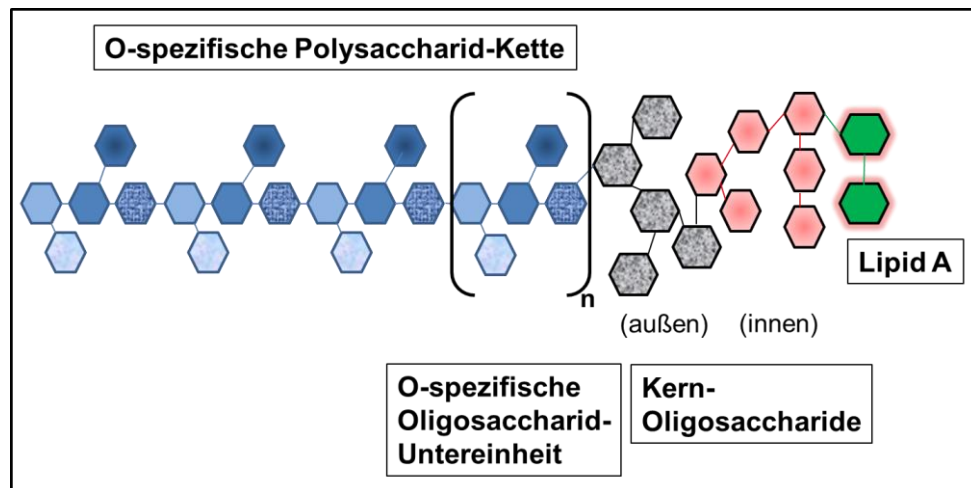 O-spezifische Polysaccharid-Kette
n
Lipid A
(außen)
(innen)
O-spezifische
Oligosaccharid-
Untereinheit
Kern-
Oligosaccharide